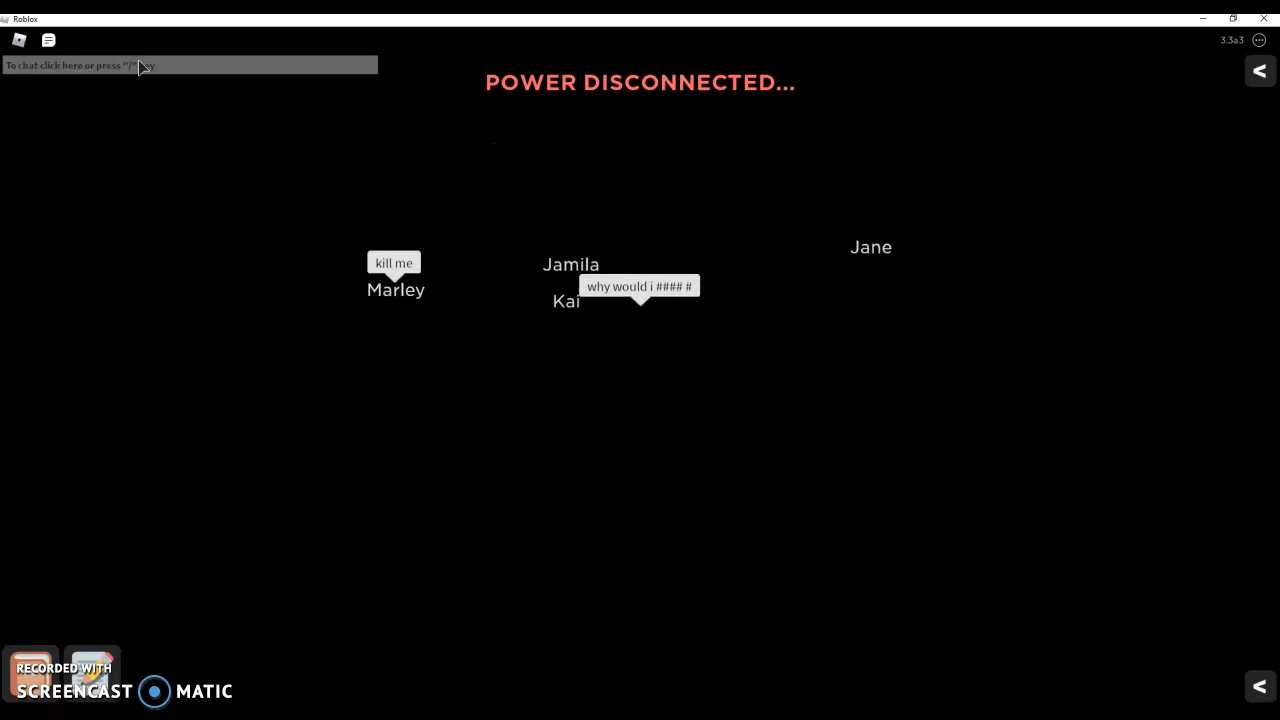 Roblox
3.3a3
To chat click here or press "/"
POWER DISCONNECTED...
Jane
kill me
Jamila
why would i #### #
Marley
Kai
RECORDED WITH
SCREENCAST MATIC